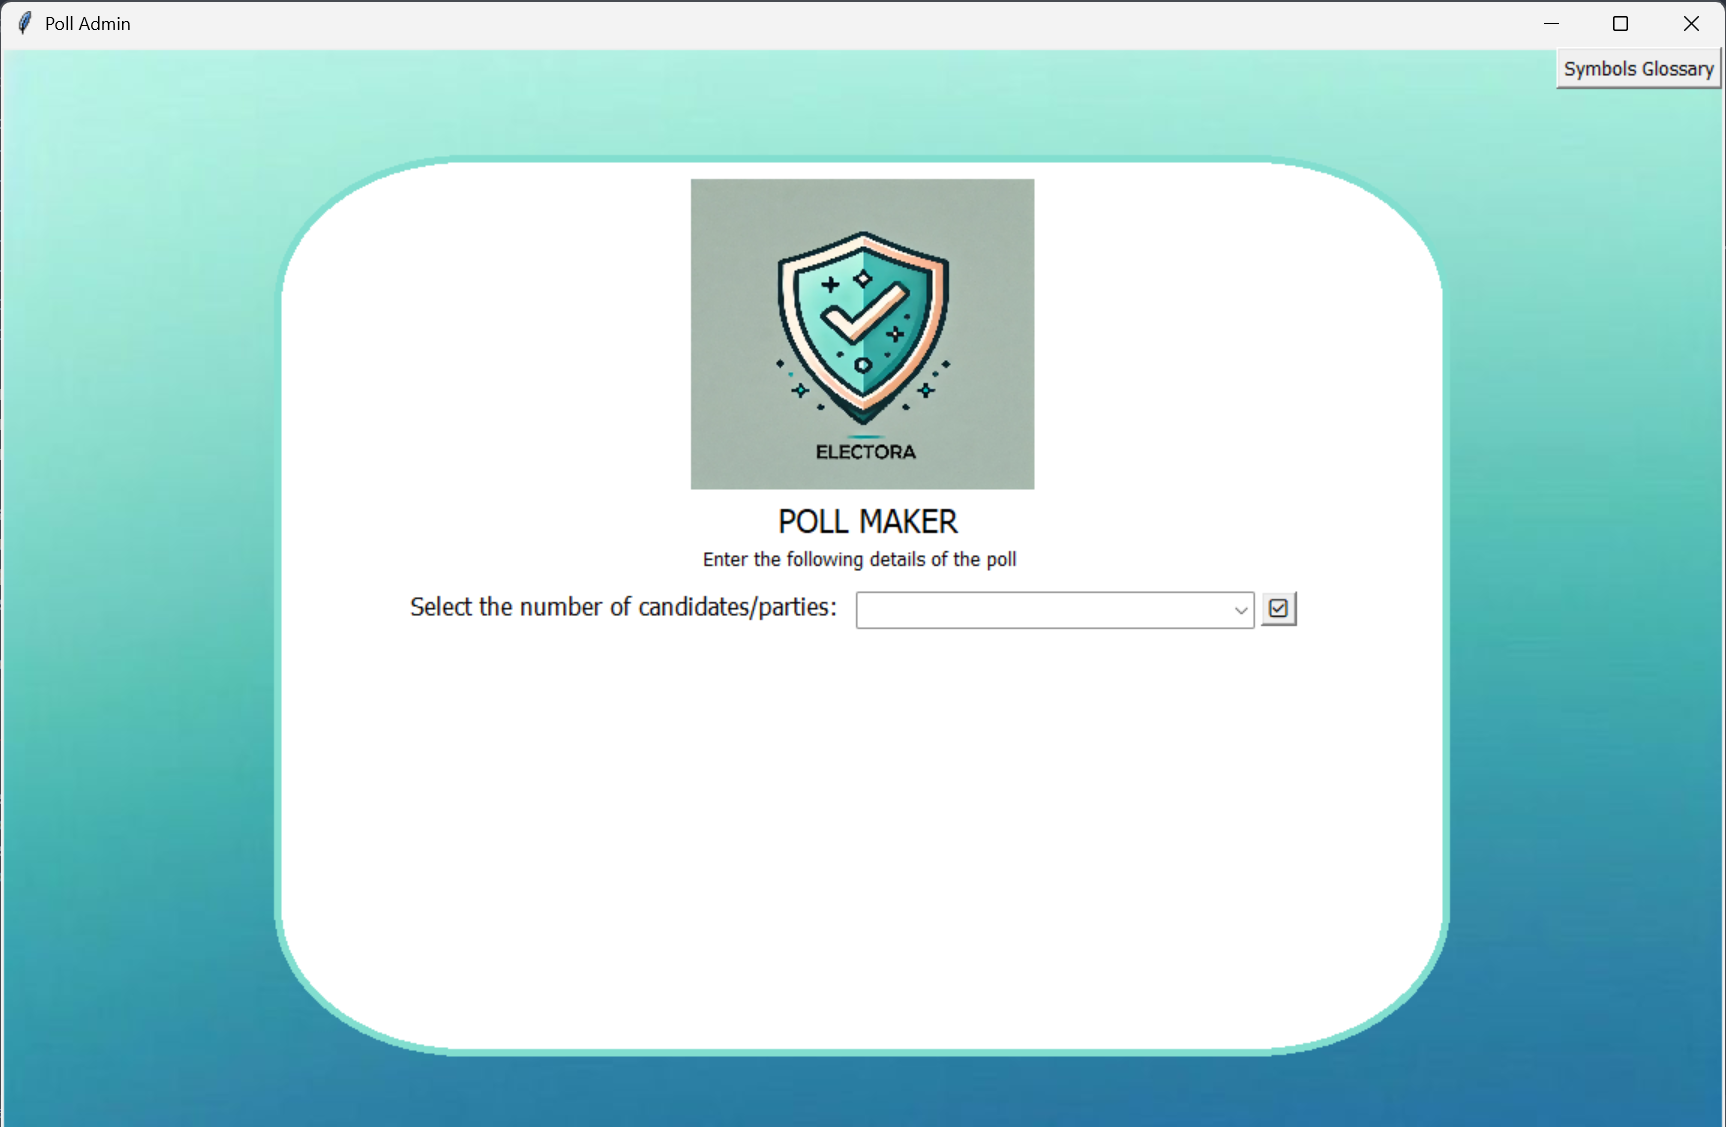 Poll Admin
Symbols Glossary
ELECTORA
POLL MAKER
Enter the following details of the poll
Select the number of candidates/parties: